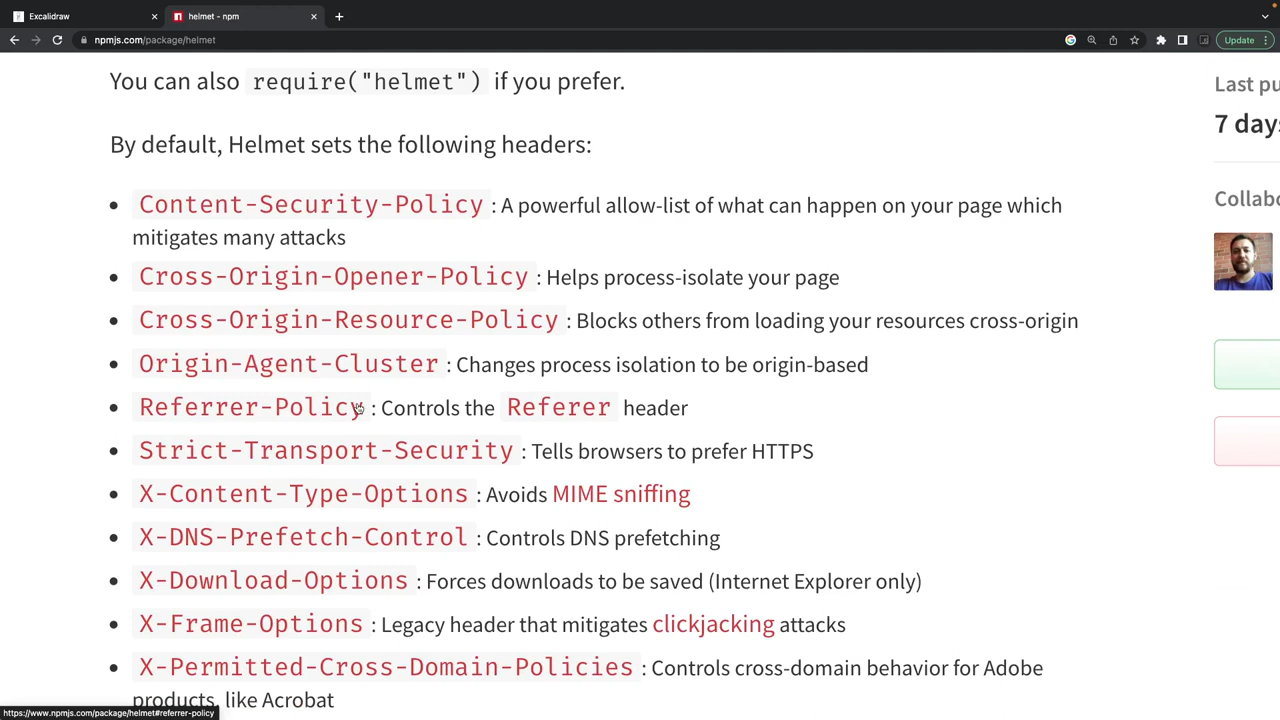 Excalidraw
helmet - npm
npmjs.com/package/helmet
Update
You can also require("helmet") if you prefer.
By default, Helmet sets the following headers:
Content-Security-Policy : A powerful allow-list of what can happen on your page which
mitigates many attacks
Cross-Origin-Opener-Policy : Helps process-isolate your page
Cross-Origin-Resource-Policy : Blocks others from loading your resources cross-origin
Origin-Agent-Cluster : Changes process isolation to be origin-based
Referrer-Policy : Controls the Referer header
Strict-Transport-Security : Tells browsers to prefer HTTPS
X-Content-Type-Options : Avoids MIME sniffing
X-DNS-Prefetch-Control : Controls DNS prefetching
X-Download-Options : Forces downloads to be saved (Internet Explorer only)
X-Frame-Options : Legacy header that mitigates clickjacking attacks
X-Permitted-Cross-Domain-Policies : Controls cross-domain behavior for Adobe
products, like Acrobat
Last pu
7 days
Collabo
https://www.npmjs.com/package/helmet#referrer-policy